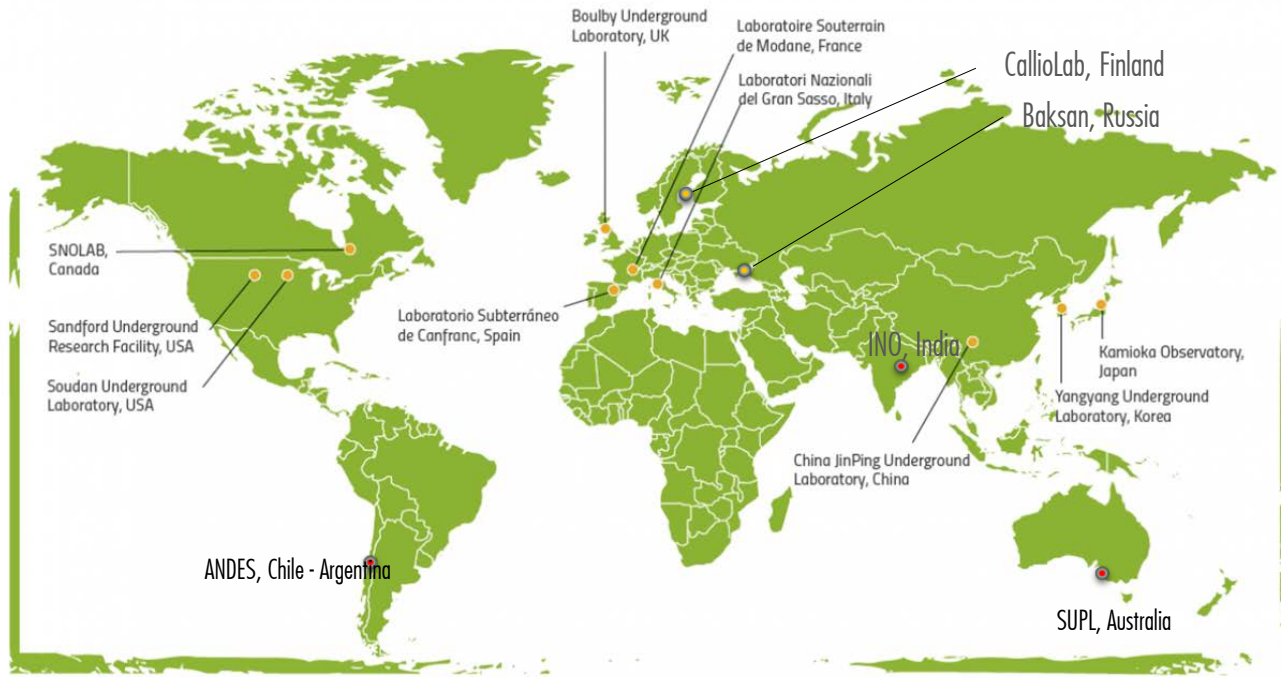 Boulby Underground
Laboratory, UK
Laboratoire Souterrain
de Modane, France
Laboratori Nazionali
del Gran Sasso, Italy
CallioLab, Finland
Baksan, Russia
SNOLAB,
Canada
Sandford Underground
Research Facility, USA
Soudan Underground
Laboratory, USA
Laboratorio Subterráneo
de Canfranc, Spain
INO, India
Kamioka Observatory,
Japan
Yangyang Underground
Laboratory, Korea
China JinPing Underground
Laboratory, China
ANDES, Chile - Argentina
SUPL, Australia